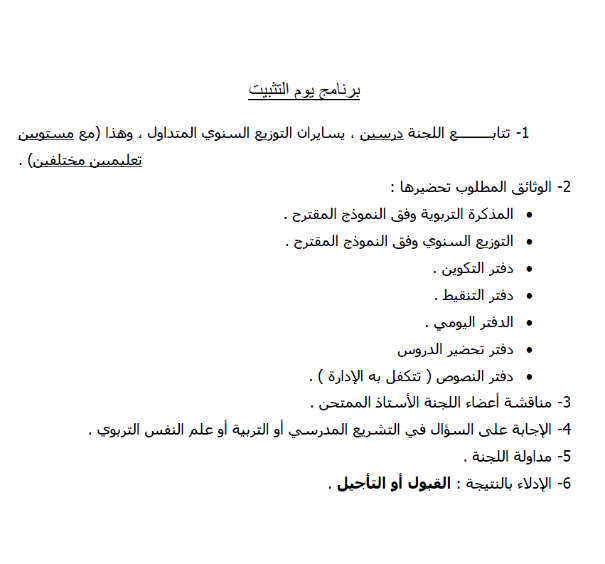 برنامج يوم التثبيت
1- تتابـــــــع اللجنة درسين ، يسايران التوزيع السنوي المتداول ، وهذا (مع مستويين
تعليميين مختلفين) .
2- الوثائق المطلوب تحضيرها :
• المذكرة التربوية وفق النموذج المقترح .
• التوزيع السنوي وفق النموذج المقترح .
• دفتر التكوين .
• دفتر التنقيط .
• الدفتر اليومي .
• دفتر تحضير الدروس
• دفتر النصوص ( تتكفل به الإدارة ) .
3- مناقشة أعضاء اللجنة الأستاذ الممتحن .
4- الإجابة على السؤال في التشريع المدرسي أو التربية أو علم النفس التربوي .
5- مداولة اللجنة .
6- الإدلاء بالنتيجة : القبول أو التأجيل .